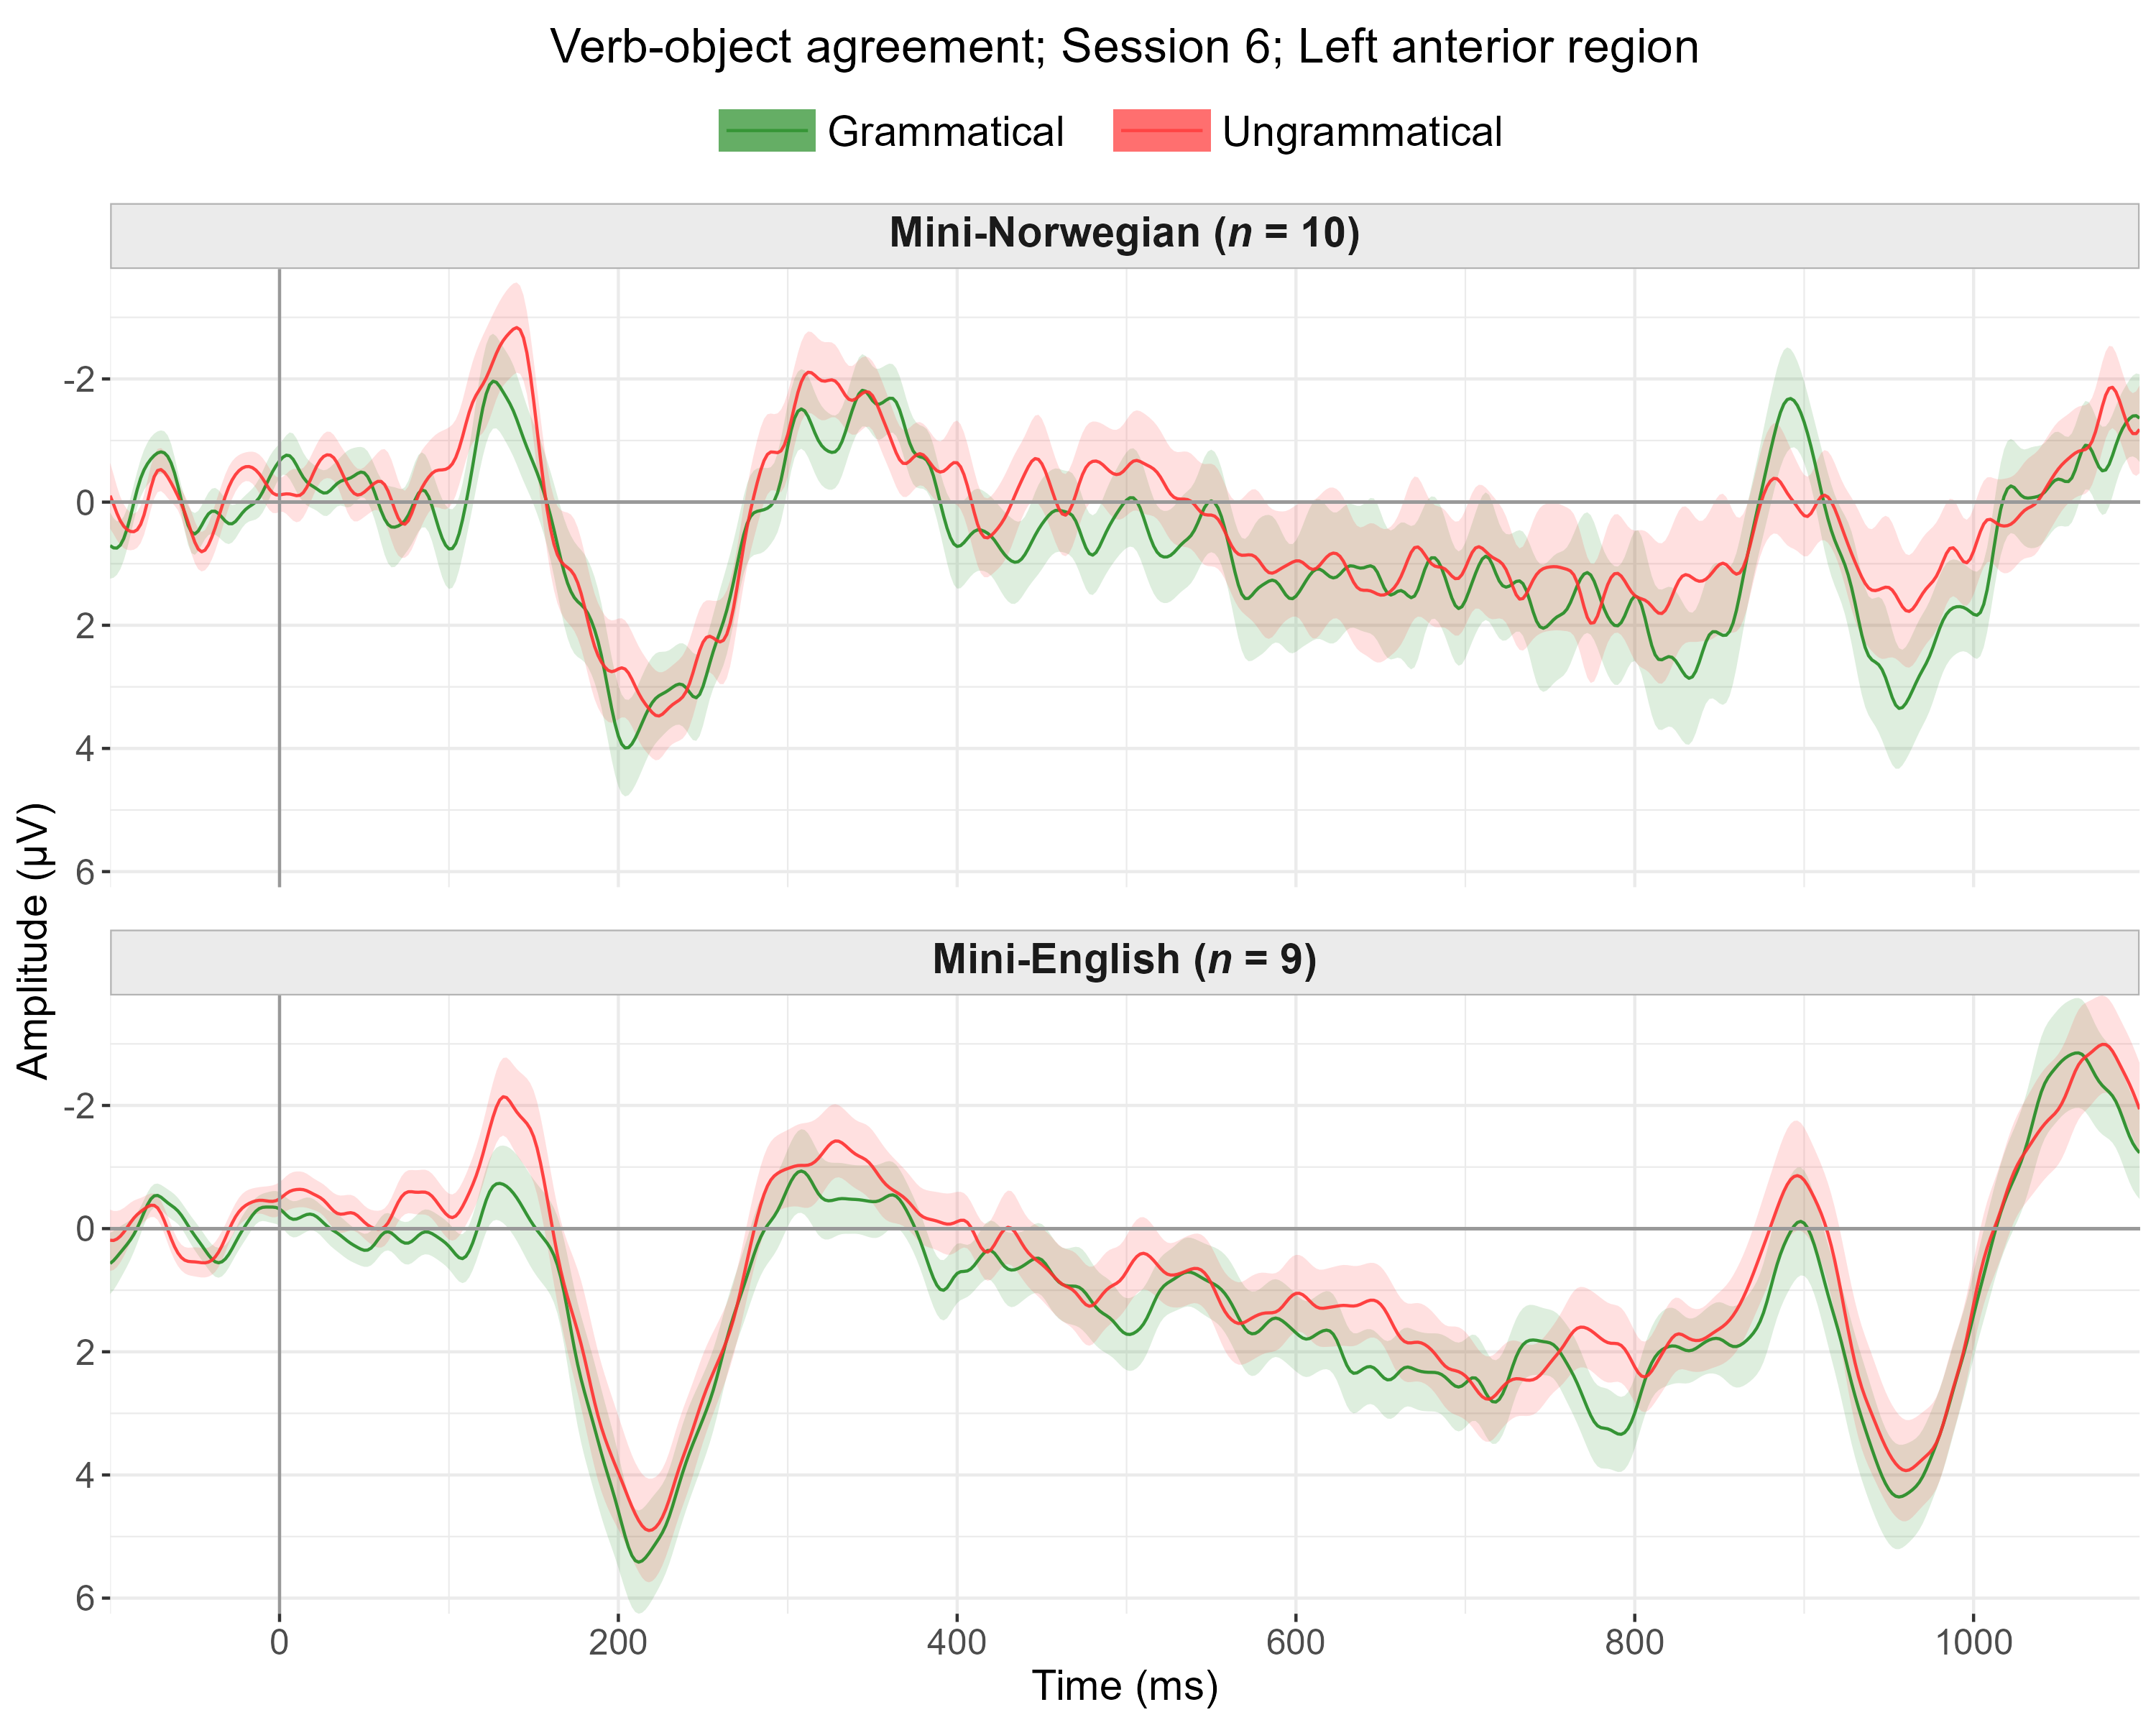 Verb-object agreement; Session 6; Left anterior region
Grammatical Ungrammatical
Mini-Norwegian (n = 10)
-2
0
2
4
6
Amplitude (µV)
Mini-English (n = 9)
-2
0
2
4
6
0 200 400 600 800 1000
Time (ms)